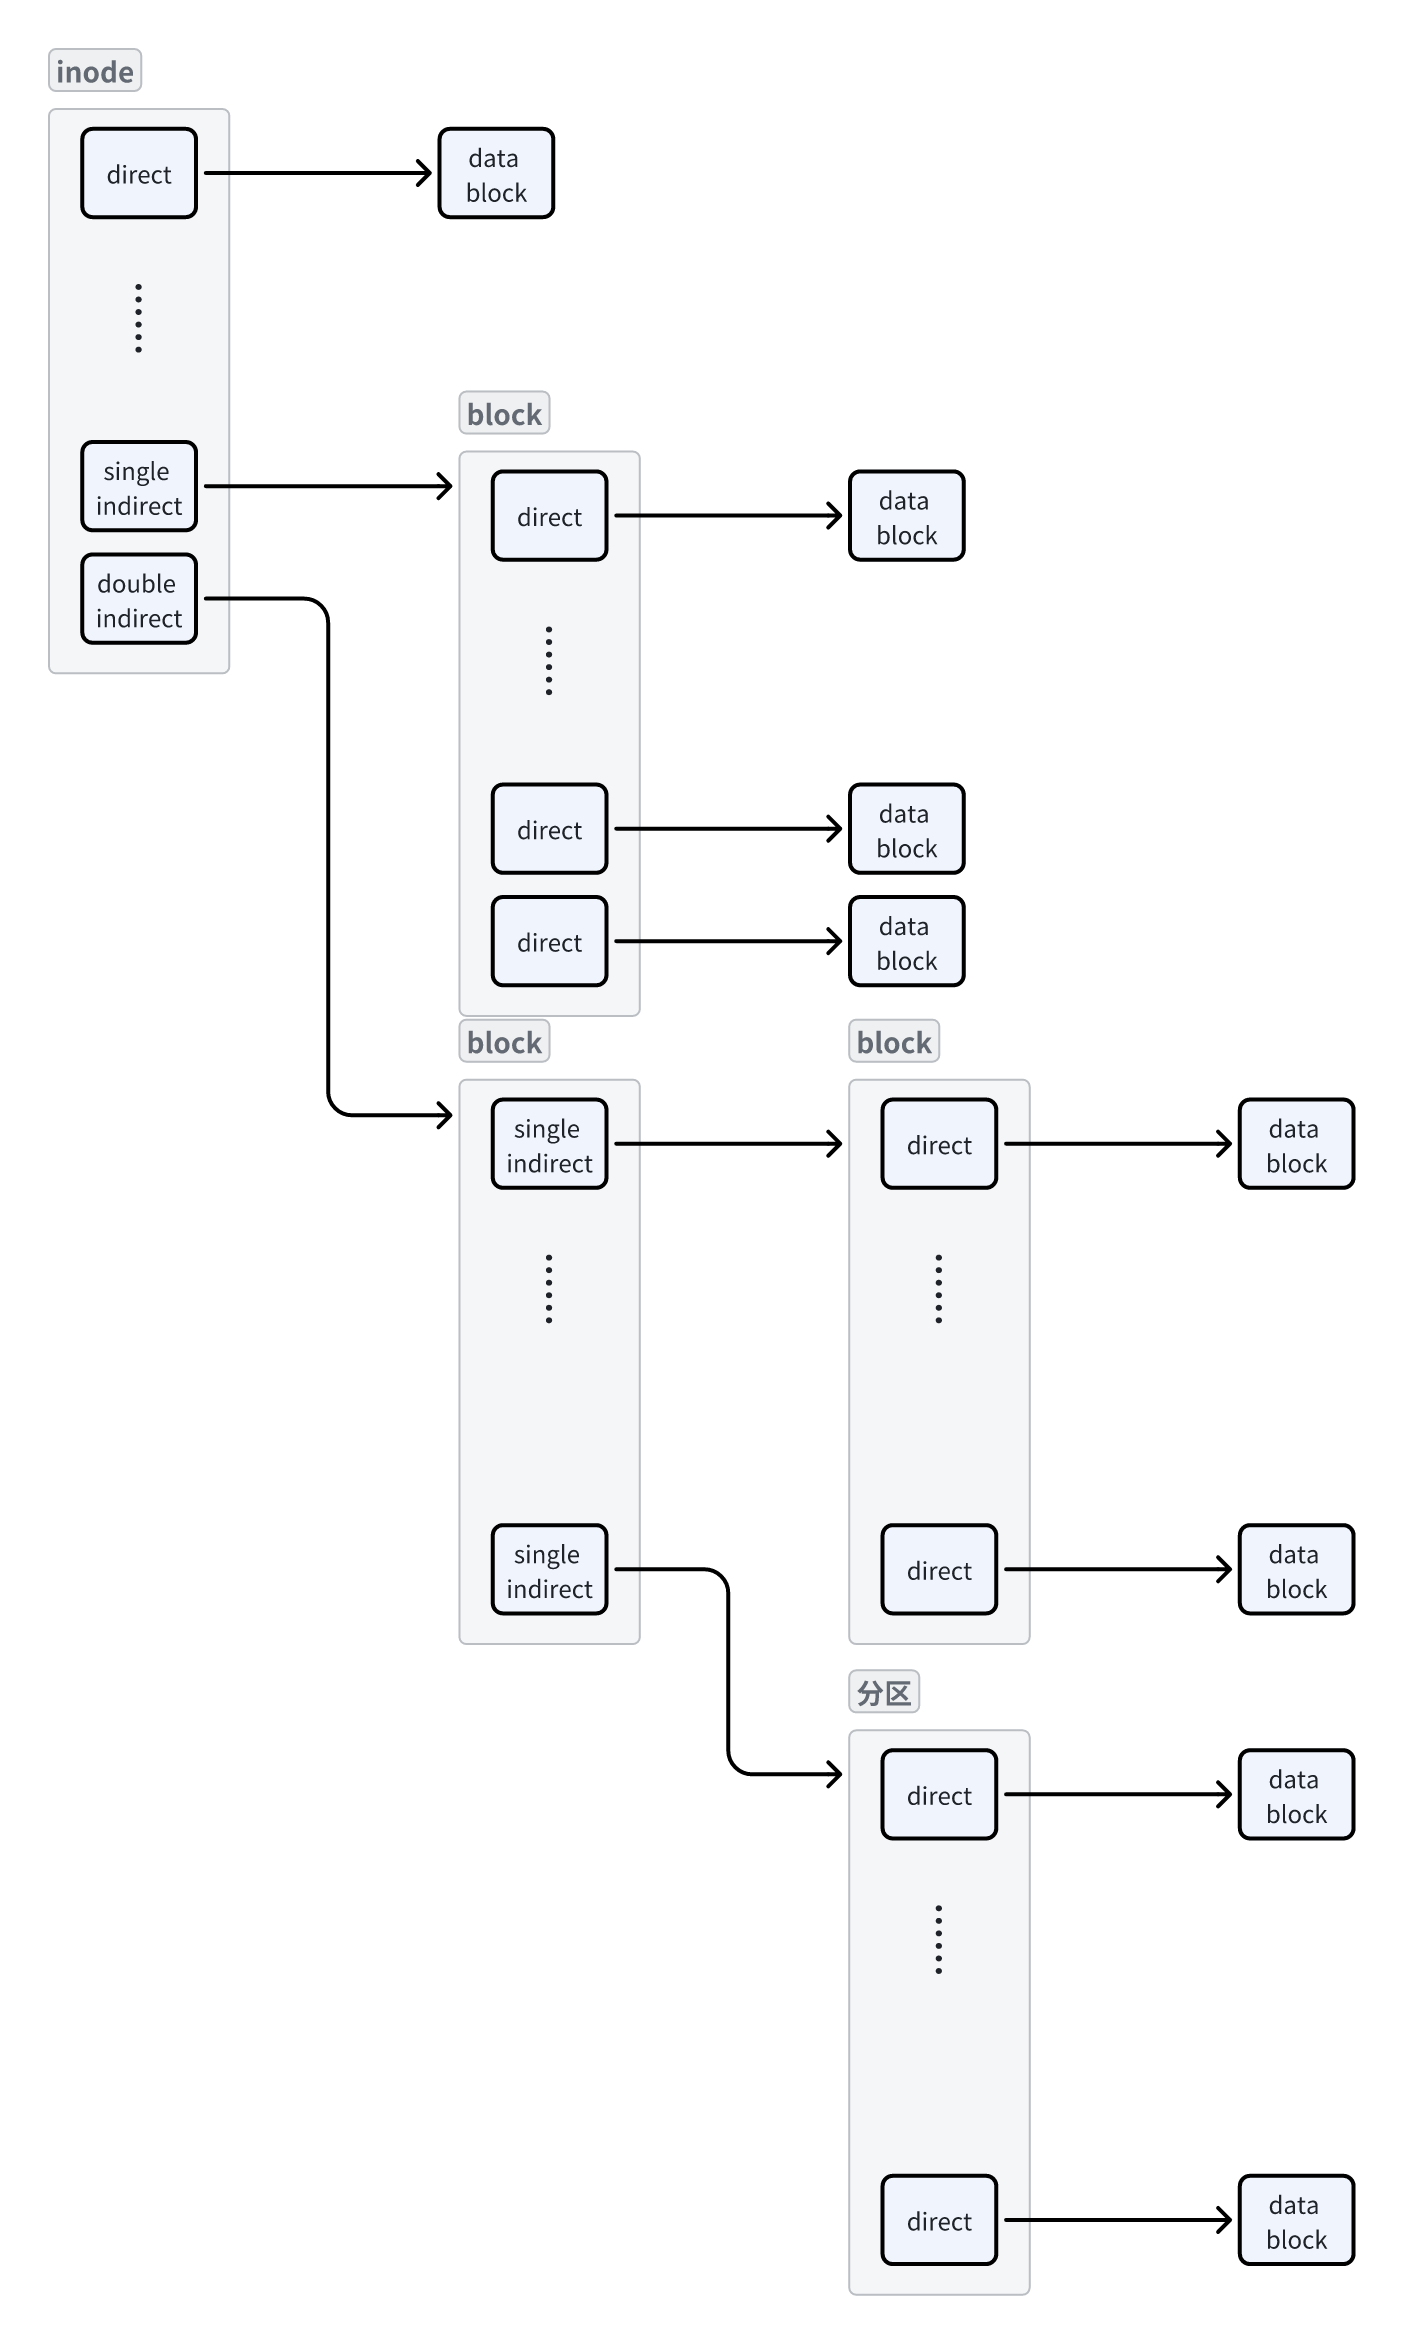 inode
direct
data
block
single
indirect
double
indirect
block
direct
data
block
direct
data
block
direct
data
block
block
single
indirect
single
indirect
block
direct
data
block
direct
data
block
分区
direct
data
block
direct
data
block